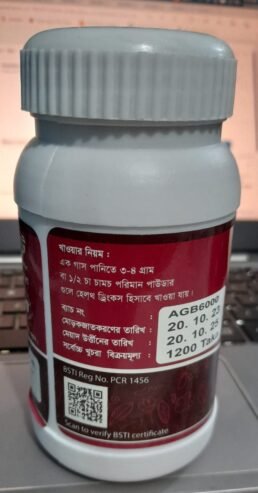 খাওয়ার নিয়ম :
এক গ্লাস পানিতে ৩-৪ গ্রাম
বা ১/২ চা চামচ পরিমান পাউডার
গুলে হেলথ ড্রিংকস হিসাবে খাওয়া যায়।
ব্যাচ নং :
AGB6000
মোড়কজাতকরণের তারিখ :
20. 10. 23
মেয়াদ উর্ত্তীনের তারিখ :
20. 10. 25
সর্বোচ্চ খুচরা বিক্রয়মূল্য :
1200 Taka
BSTI Reg No. PCR 1456
Scan to verify BSTI certificate